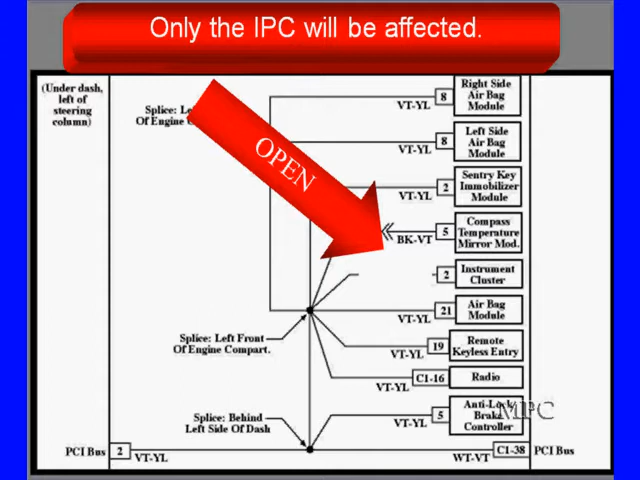 Only the IPC will be affected.
(Under dash,
left of
steering
column)
Splice: Le
Of Engine C
OPEN
VT-YL
8
Right Side
Air Bag
Module
VT-YL
8
Left Side
Air Bag
Module
VT-YL
2
Sentry Key
Immobilizer
Module
BK-VT
5
Compass
Temperature
Mirror Mod.
2
Instrument
Cluster
VT-YL
21
Air Bag
Module
Splice: Left Front
Of Engine Compart.
VT-YL
19
Remote
Keyless Entry
VT-YL
C1-16
Radio
Splice: Behind
Left Side Of Dash
VT-YL
5
Anti-Lock
Brake
Controller
MPC
PCI Bus
2
VT-YL
WT-VT
C1-38
PCI Bus